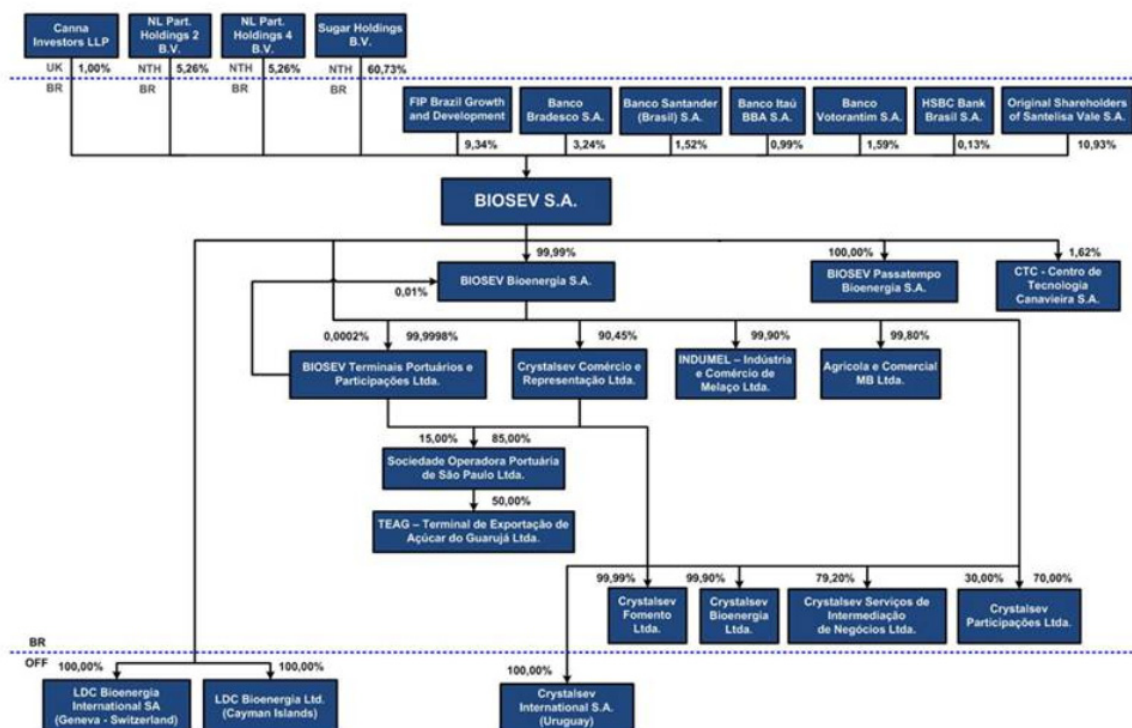 Canna
Investors LLP
NL Part.
Holdings 2
B.V.
NL Part.
Holdings 4
B.V.
Sugar Holdings
B.V.
UK 1,00% NTH 5,26% NTH 5,26% NTH 60,73%
BR BR BR BR
FIP Brazil Growth
and Development
Banco
Bradesco S.A.
Banco Santander
(Brasil) S.A.
Banco Itaú
BBA S.A.
Banco
Votorantim S.A.
HSBC Bank
Brasil S.A.
Original Shareholders
of Santelisa Vale S.A.
9,34% 3,24% 1,52% 0,99% 1,59% 0,13% 10,93%
BIOSEV S.A.
99,99% 100,00% 1,62%
BIOSEV Bioenergia S.A.
BIOSEV Passatempo
Bioenergia S.A.
CTC - Centro de
Tecnologia
Canavieira S.A.
0,01%
0,0002% 99,9998% 90,45% 99,90% 99,80%
BIOSEV Terminais Portuários e
Participações Ltda.
Crystalsev Comércio e
Representação Ltda.
INDUMEL – Indústria
e Comércio de
Melaço Ltda.
Agrícola e Comercial
MB Ltda.
15,00% 85,00%
Sociedade Operadora Portuária
de São Paulo Ltda.
50,00%
TEAG – Terminal de Exportação de
Açúcar do Guarujá Ltda.
99,99% 99,90% 79,20% 30,00% 70,00%
Crystalsev
Fomento
Ltda.
Crystalsev
Bioenergia
Ltda.
Crystalsev Serviços de
Intermediação
de Negócios Ltda.
Crystalsev
Participações Ltda.
BR
OFF 100,00% 100,00% 100,00%
LDC Bioenergia
International SA
(Geneva - Switzerland)
LDC Bioenergia Ltd.
(Cayman Islands)
Crystalsev
International S.A.
(Uruguay)